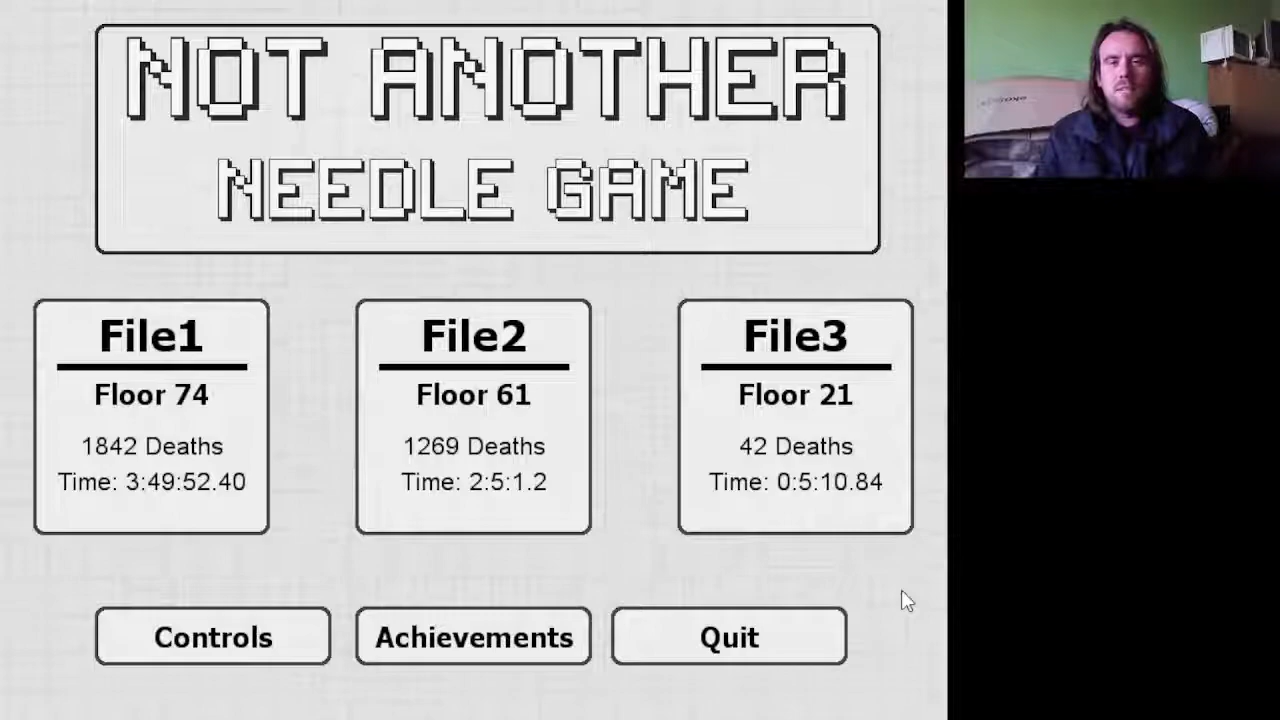 NOT ANOTHER
NEEDLE GAME
File1
Floor 74
1842 Deaths
Time: 3:49:52.40
File2
Floor 61
1269 Deaths
Time: 2:5:1.2
File3
Floor 21
42 Deaths
Time: 0:5:10.84
Controls
Achievements
Quit